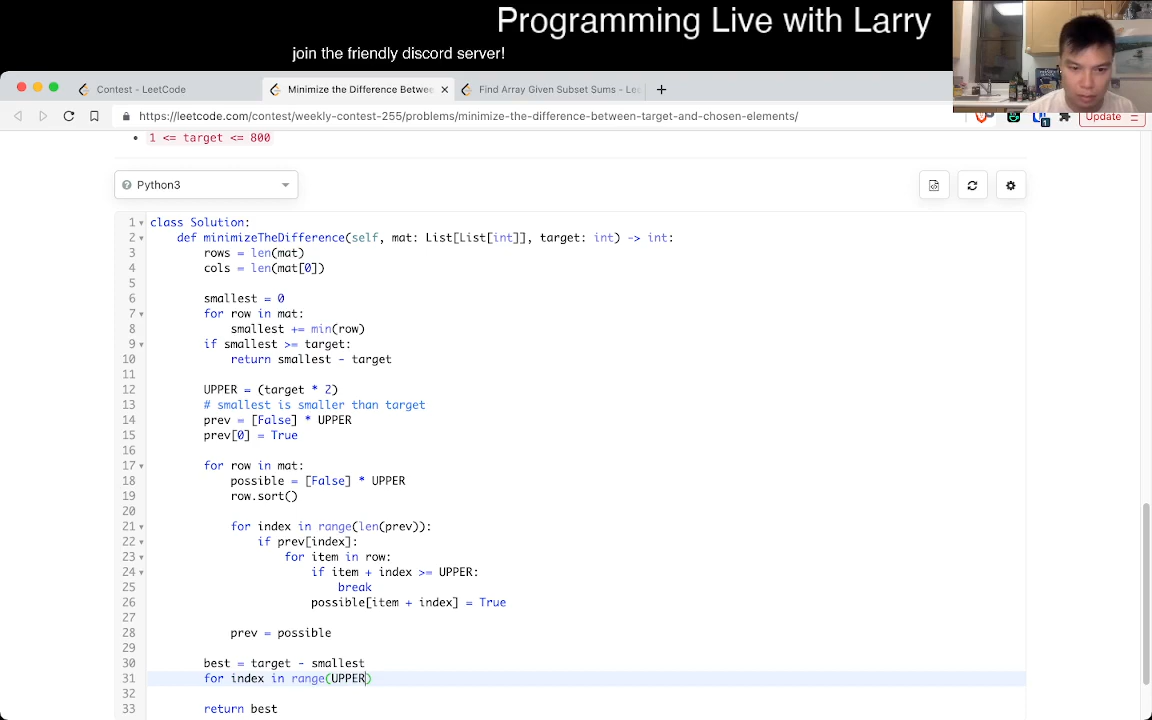 Programming Live with Larry
join the friendly discord server!
Contest - LeetCode
Minimize the Difference Betwee
Find Array Given Subset Sums - Le
https://leetcode.com/contest/weekly-contest-255/problems/minimize-the-difference-between-target-and-chosen-elements/
1
Update
1 <= target <= 800
Python3
1 class Solution:
2 def minimizeTheDifference(self, mat: List[List[int]], target: int) -> int:
3 rows = len(mat)
4 cols = len(mat[0])
5
6 smallest = 0
7 for row in mat:
8 smallest += min(row)
9 if smallest >= target:
10 return smallest - target
11
12 UPPER = (target * 2)
13 # smallest is smaller than target
14 prev = [False] * UPPER
15 prev[0] = True
16
17 for row in mat:
18 possible = [False] * UPPER
19 row.sort()
20
21 for index in range(len(prev)):
22 if prev[index]:
23 for item in row:
24 if item + index >= UPPER:
25 break
26 possible[item + index] = True
27
28 prev = possible
29
30 best = target - smallest
31 for index in range(UPPER)
32
33 return best